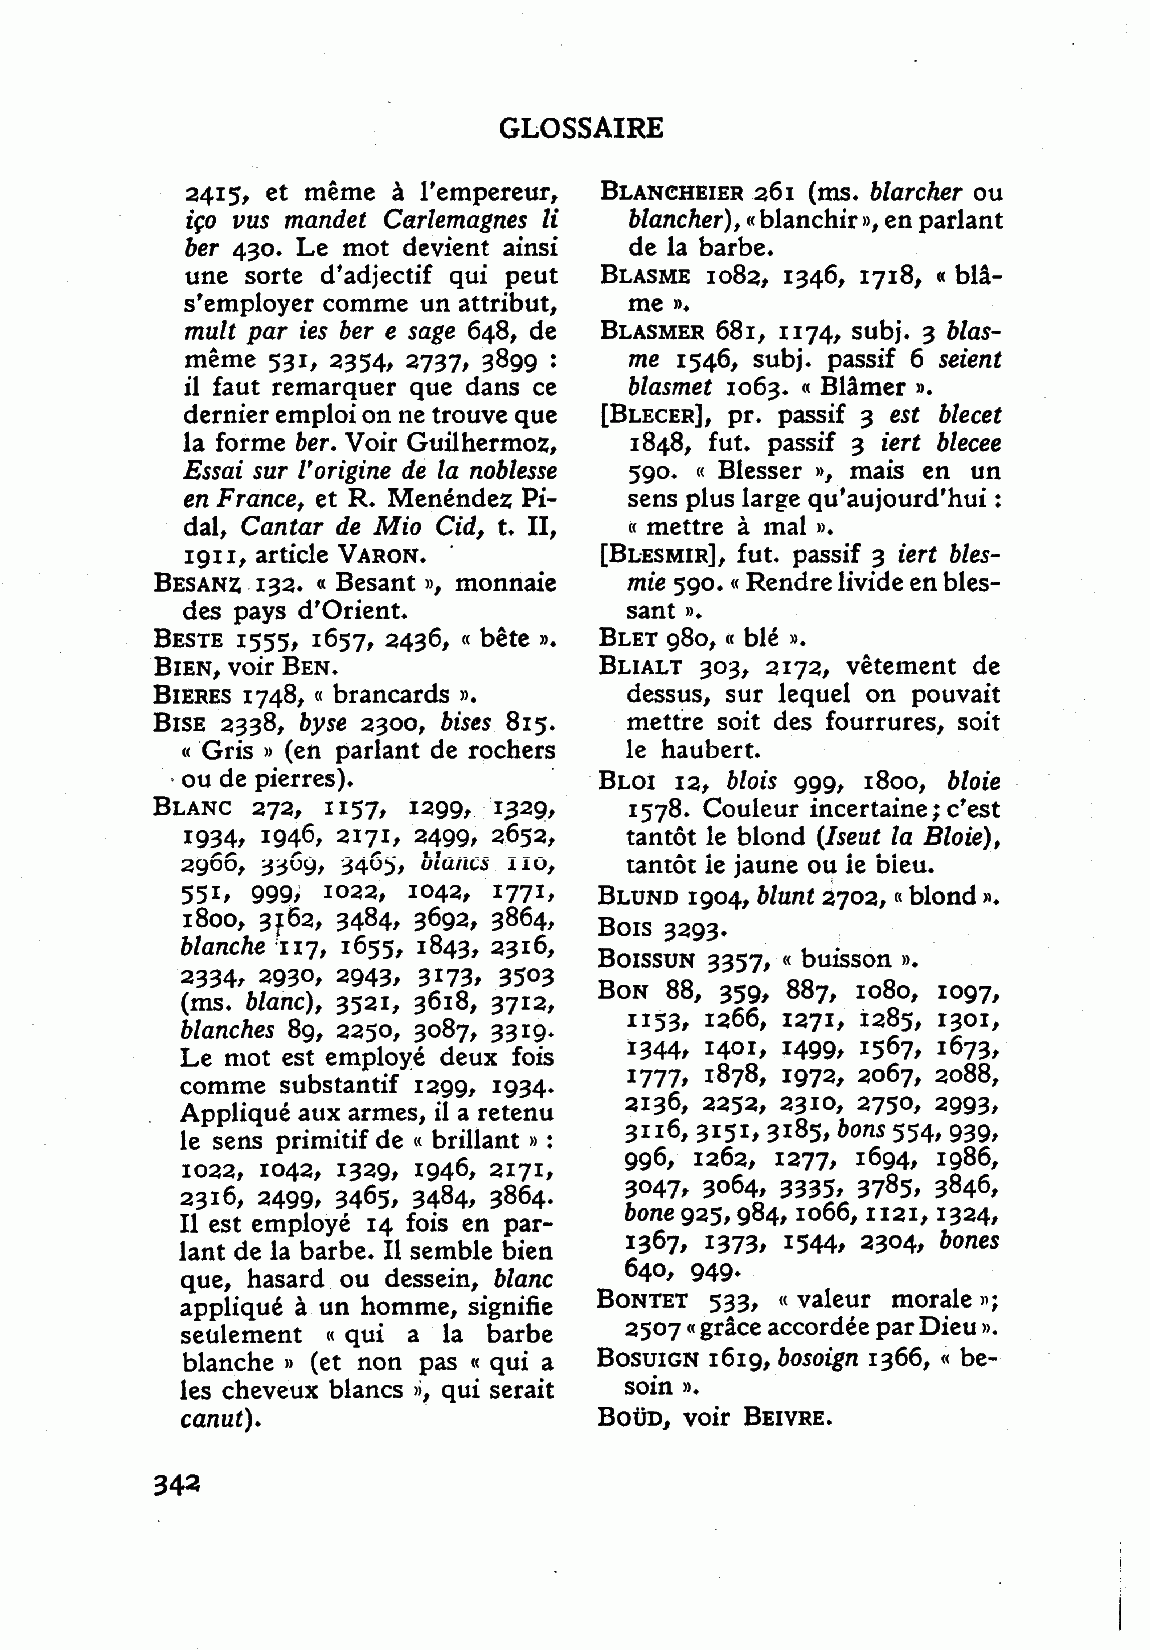 GLOSSAIRE
2415, et même à l'empereur,
iço vus mandet Carlemagnes li
ber 430. Le mot devient ainsi
une sorte d'adjectif qui peut
s'employer comme un attribut,
mult par ies ber e sage 648, de
même 531, 2354, 2737, 3899 :
il faut remarquer que dans ce
dernier emploi on ne trouve que
la forme ber. Voir Guilhermoz,
Essai sur l'origine de la noblesse
en France, et R. Menéndez Pi-
dal, Cantar de Mio Cid, t. II,
1911, article VARON.
BESANZ 132. « Besant », monnaie
des pays d'Orient.
BESTE 1555, 1657, 2436, « bête ».
BIEN, voir BEN.
BIERES 1748, « brancards ».
BISE 2338, byse 2300, bises 815.
« Gris » (en parlant de rochers
ou de pierres).
BLANC 272, 1157, 1299, 1329,
1934, 1946, 2171, 2499, 2652,
2966, 3369, 3465, blancs 110,
551, 999, 1022, 1042, 1771,
1800, 3162, 3484, 3692, 3864,
blanche 117, 1655, 1843, 2316,
2334, 2930, 2943, 3173, 3503
(ms. blanc), 3521, 3618, 3712,
blanches 89, 2250, 3087, 3319.
Le mot est employé deux fois
comme substantif 1299, 1934.
Appliqué aux armes, il a retenu
le sens primitif de « brillant » :
1022, 1042, 1329, 1946, 2171,
2316, 2499, 3465, 3484, 3864.
Il est employé 14 fois en par-
lant de la barbe. Il semble bien
que, hasard ou dessein, blanc
appliqué à un homme, signifie
seulement « qui a la barbe
blanche » (et non pas « qui a
les cheveux blancs », qui serait
canut).
BLANCHEIER 261 (ms. blarcher ou
blancher), « blanchir », en parlant
de la barbe.
BLASME 1082, 1346, 1718, « blâ-
me ».
BLASMER 681, 1174, subj. 3 blas-
me 1546, subj. passif 6 seient
blasmet 1063. « Blâmer ».
[BLECER], pr. passif 3 est blecet
1848, fut. passif 3 iert blecee
590. « Blesser », mais en un
sens plus large qu'aujourd'hui :
« mettre à mal ».
[BLESMIR], fut. passif 3 iert bles-
mie 590. « Rendre livide en bles-
sant ».
BLET 980, « blé ».
BLIALT 303, 2172, vêtement de
dessus, sur lequel on pouvait
mettre soit des fourrures, soit
le haubert.
BLOI 12, blois 999, 1800, bloie
1578. Couleur incertaine ; c'est
tantôt le blond (Iseut la Bloie),
tantôt le jaune ou le bleu.
BLUND 1904, blunt 2702, « blond ».
BOIS 3293.
BOISSUN 3357, « buisson ».
BON 88, 359, 887, 1080, 1097,
1153, 1266, 1271, 1285, 1301,
1344, 1401, 1499, 1567, 1673,
1777, 1878, 1972, 2067, 2088,
2136, 2252, 2310, 2750, 2993,
3116, 3151, 3185, bons 554, 939,
996, 1262, 1277, 1694, 1986,
3047, 3064, 3335, 3785, 3846,
bone 925, 984, 1066, 1121, 1324,
1367, 1373, 1544, 2304, bones
640, 949.
BONTET 533, « valeur morale » ;
2507 « grâce accordée par Dieu ».
BOSUIGN 1619, bosoign 1366, « be-
soin ».
BOÜD, voir BEIVRE.
342